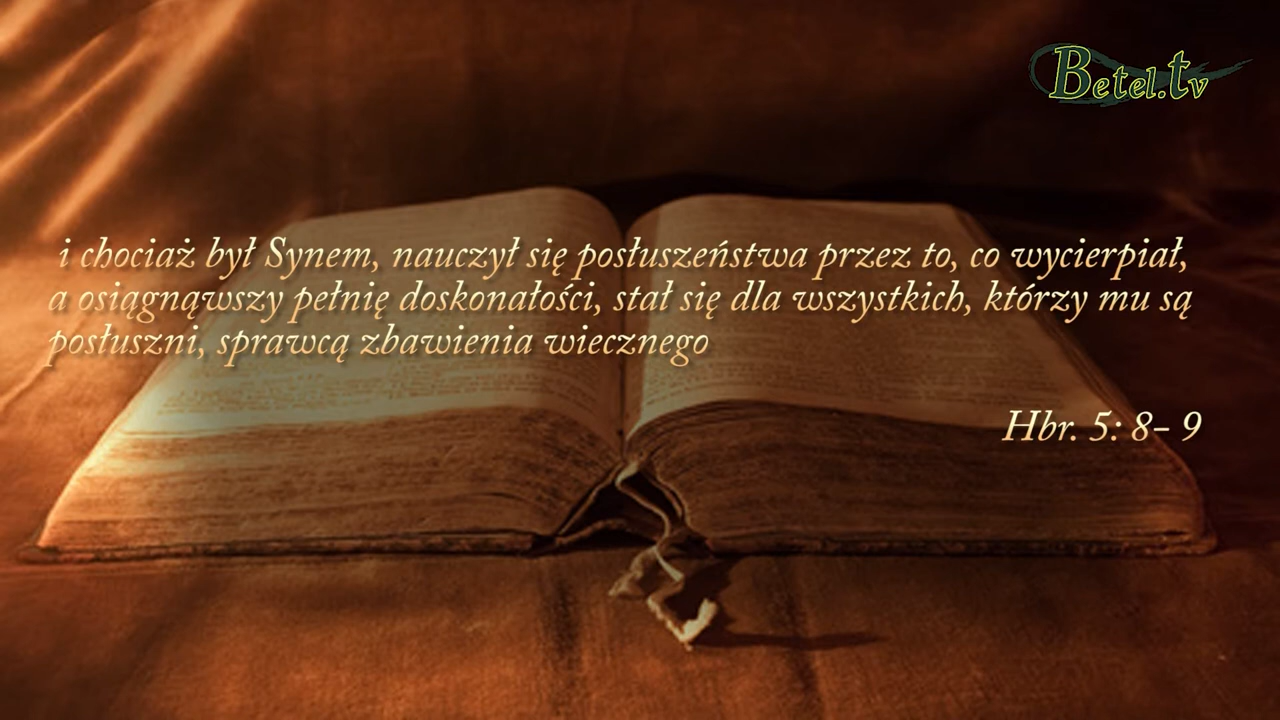 Betel.tv
i chociaż był Synem, nauczył się posłuszeństwa przez to, co wycierpiał,
a osiągnąwszy pełnię doskonałości, stał się dla wszystkich, którzy mu są
posłuszni, sprawcą zbawienia wiecznego
Hbr. 5: 8– 9